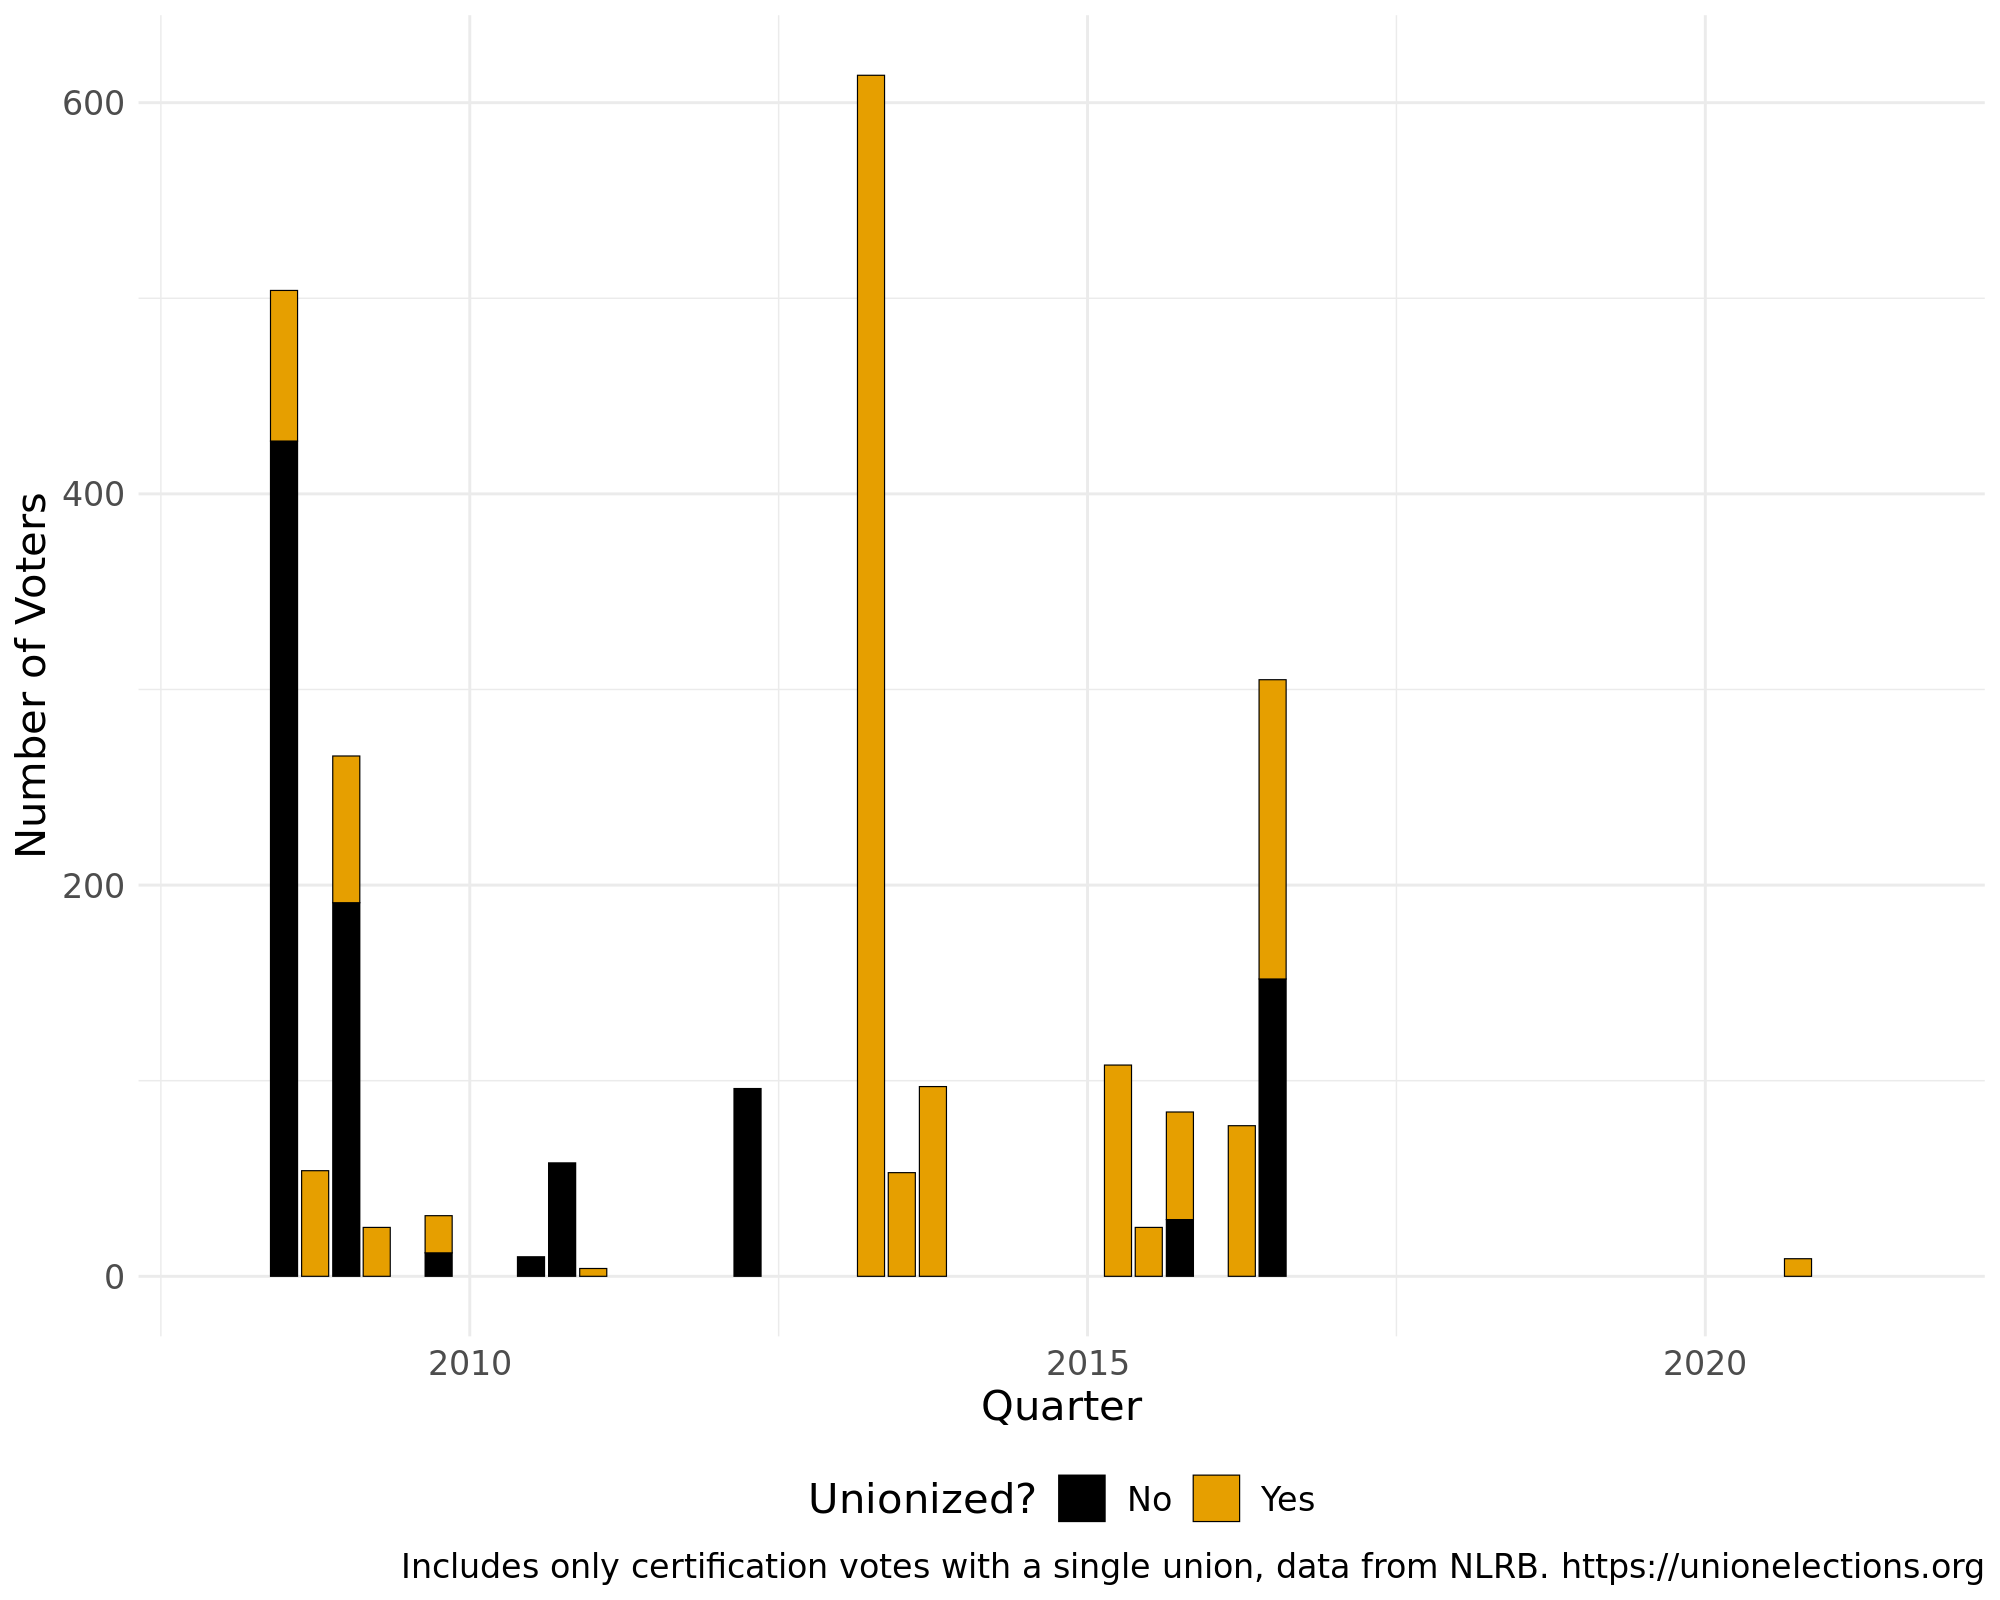 600
400
200
0
Number of Voters
2010 2015 2020
Quarter
Unionized? No Yes
Includes only certification votes with a single union, data from NLRB. https://unionelections.org